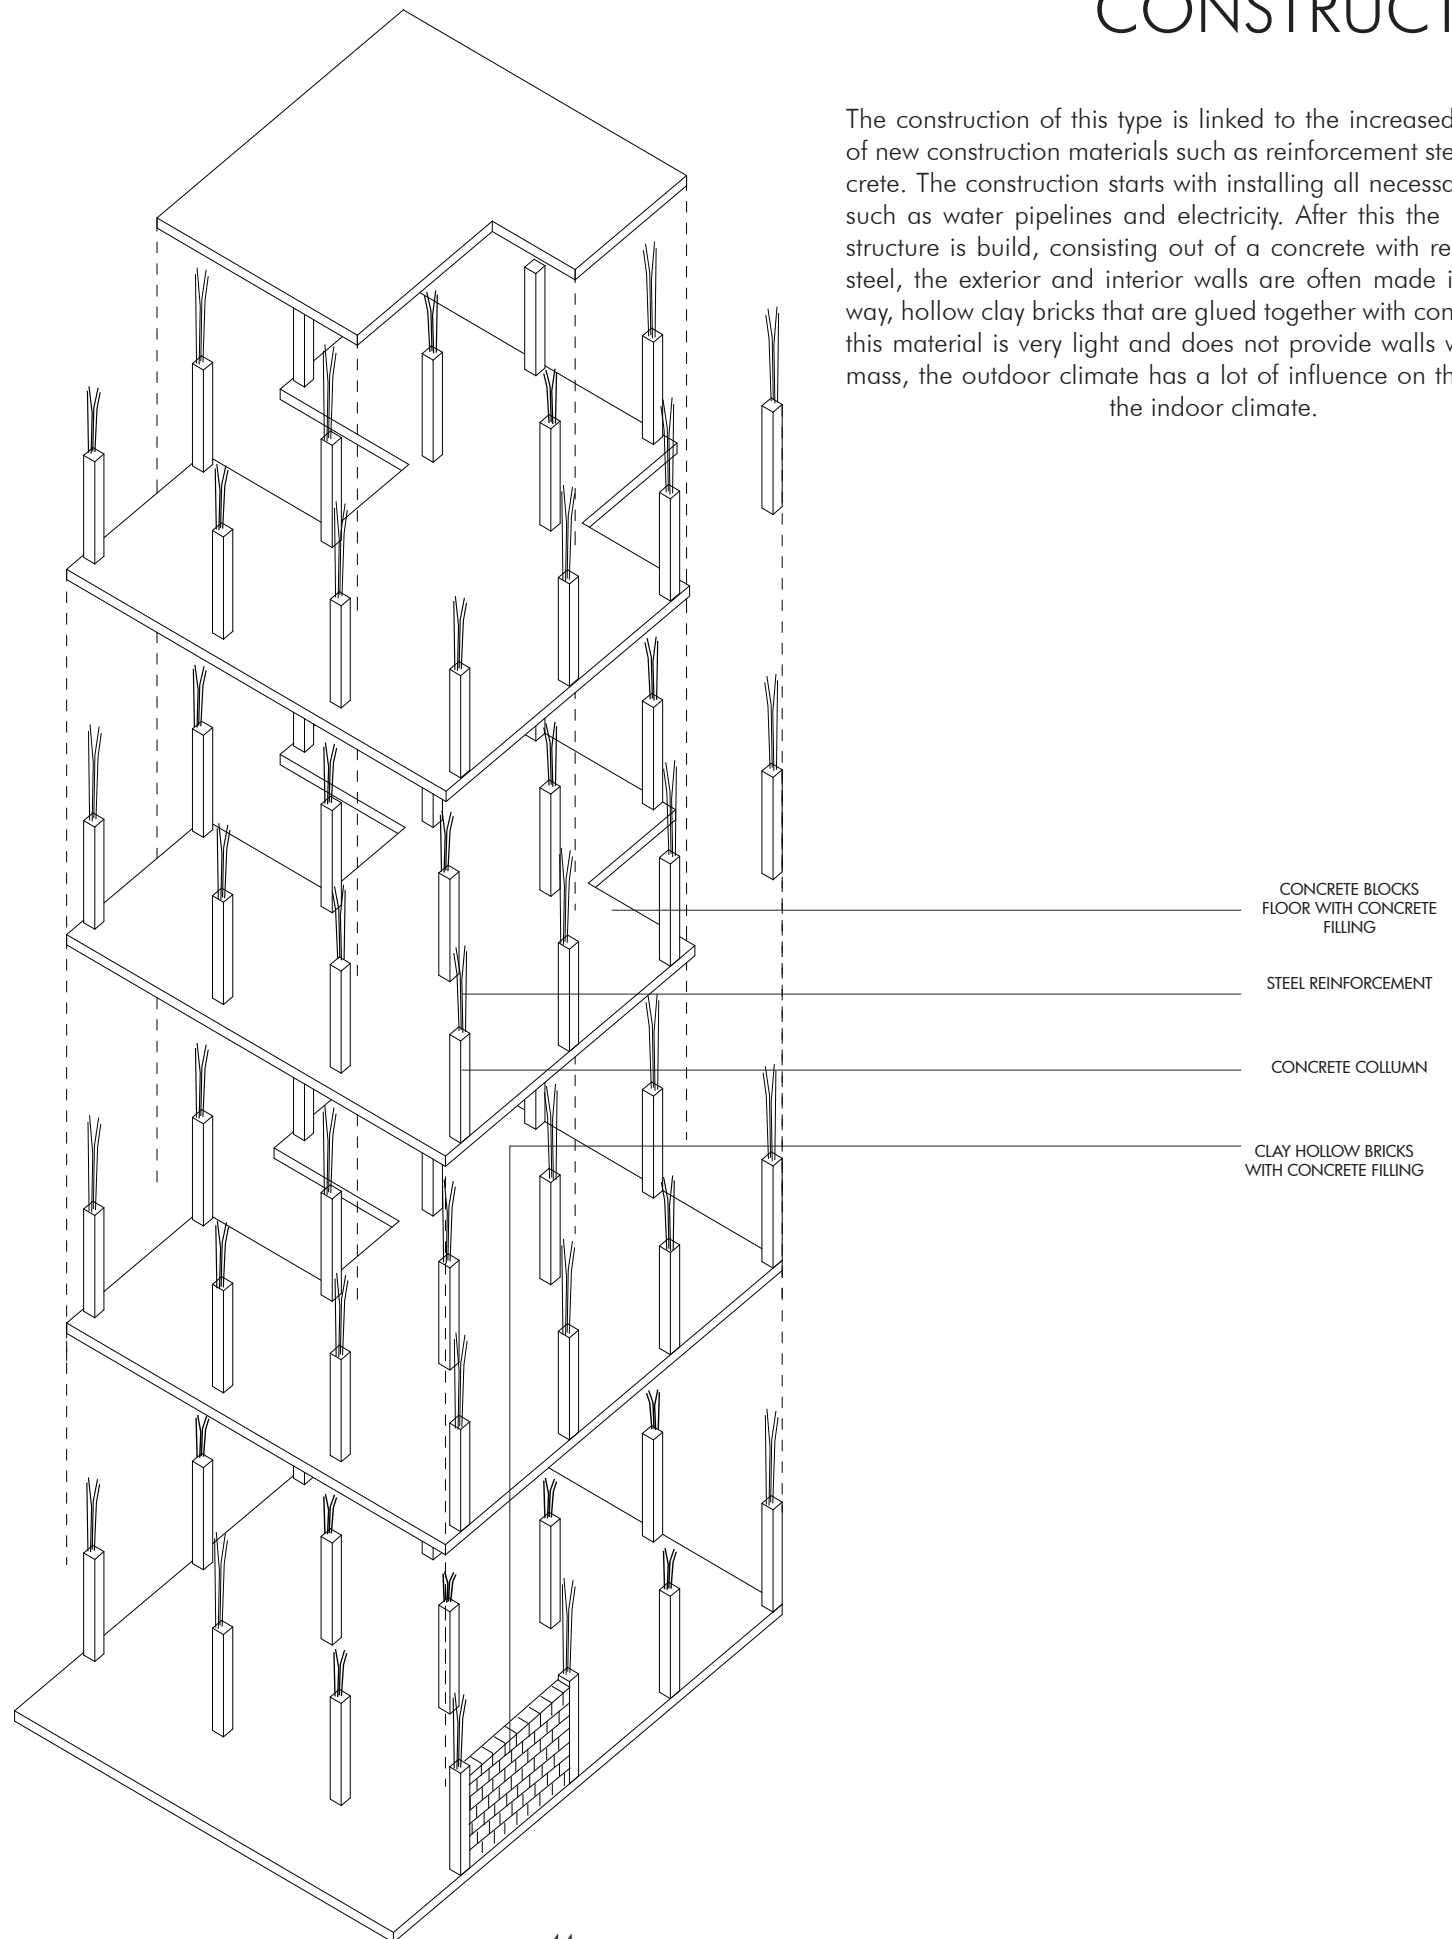 CONSTRUCT
The construction of this type is linked to the increased
of new construction materials such as reinforcement ste
crete. The construction starts with installing all necessa
such as water pipelines and electricity. After this the
structure is build, consisting out of a concrete with re
steel, the exterior and interior walls are often made i
way, hollow clay bricks that are glued together with con
this material is very light and does not provide walls w
mass, the outdoor climate has a lot of influence on th
the indoor climate.
CONCRETE BLOCKS
FLOOR WITH CONCRETE
FILLING
STEEL REINFORCEMENT
CONCRETE COLLUMN
CLAY HOLLOW BRICKS
WITH CONCRETE FILLING